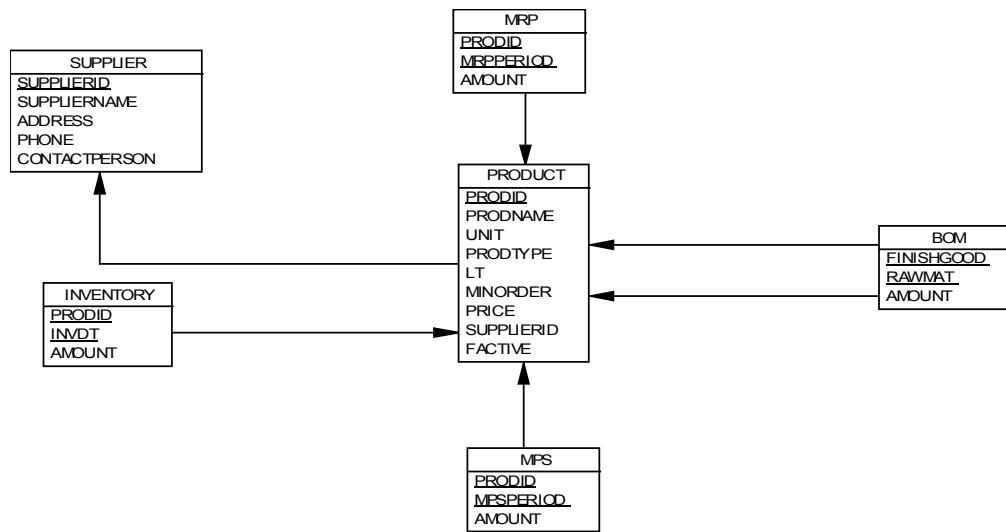 MRP
PRODID
MRPPERIOD
AMOUNT
SUPPLIER
SUPPLIERID
SUPPLIERNAME
ADDRESS
PHONE
CONTACTPERSON
PRODUCT
PRODID
PRODNAME
UNIT
PRODTYPE
LT
MINORDER
PRICE
SUPPLIERID
FACTIVE
BOM
FINISHGOOD
RAWMAT
AMOUNT
INVENTORY
PRODID
INVDT
AMOUNT
MPS
PRODID
MPSPERIOD
AMOUNT